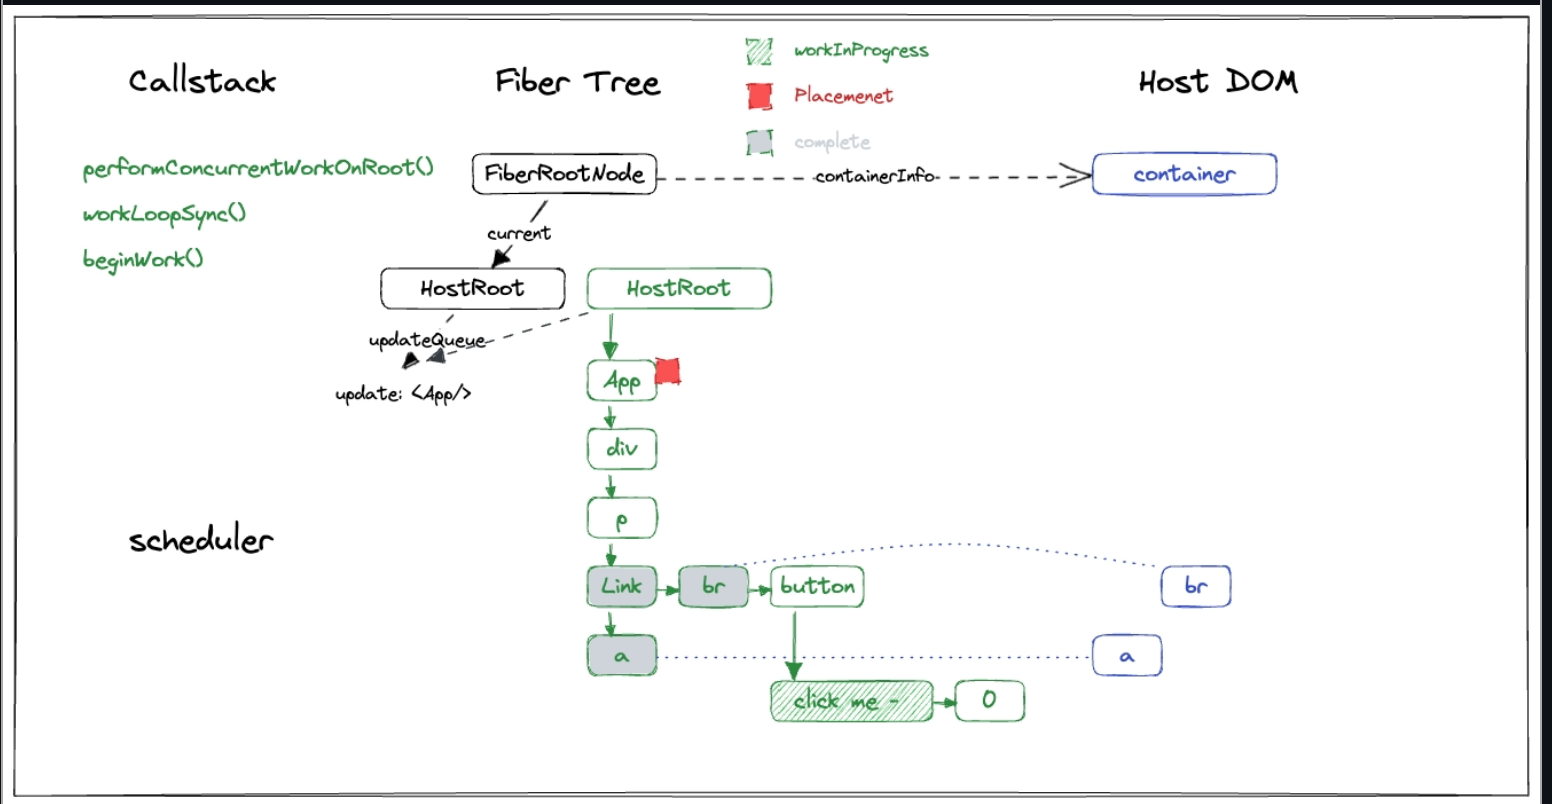 Callstack
Fiber Tree
Host DOM
workInProgress
Placemenet
complete
performConcurrentWorkOnRoot()
workLoopSync()
beginWork()
FiberRootNode
containerInfo
container
current
HostRoot
HostRoot
updateQueue
update: <App/>
App
div
p
scheduler
Link
br
button
br
a
a
click me -
0